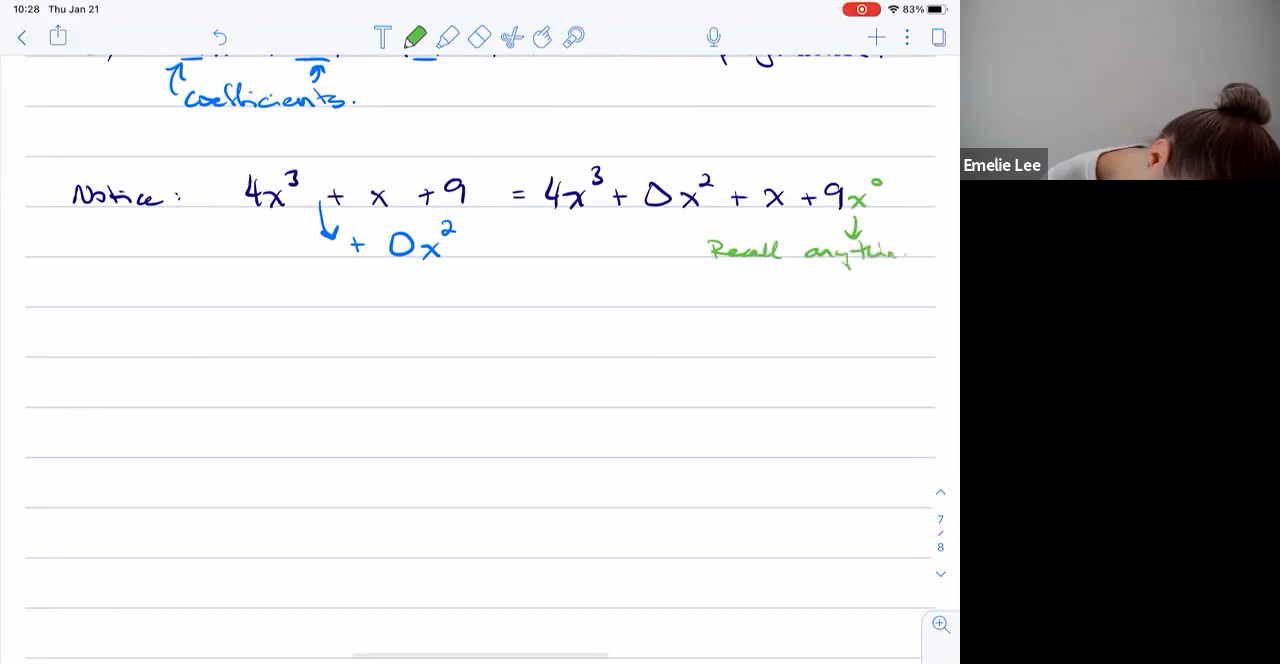 10:28 Thu Jan 21
83%
coefficients.
Emelie Lee
Notice: 4x³ + x + 9 = 4x³ + 0x² + x + 9x⁰
+ 0x²
Recall anythin
7
/
8